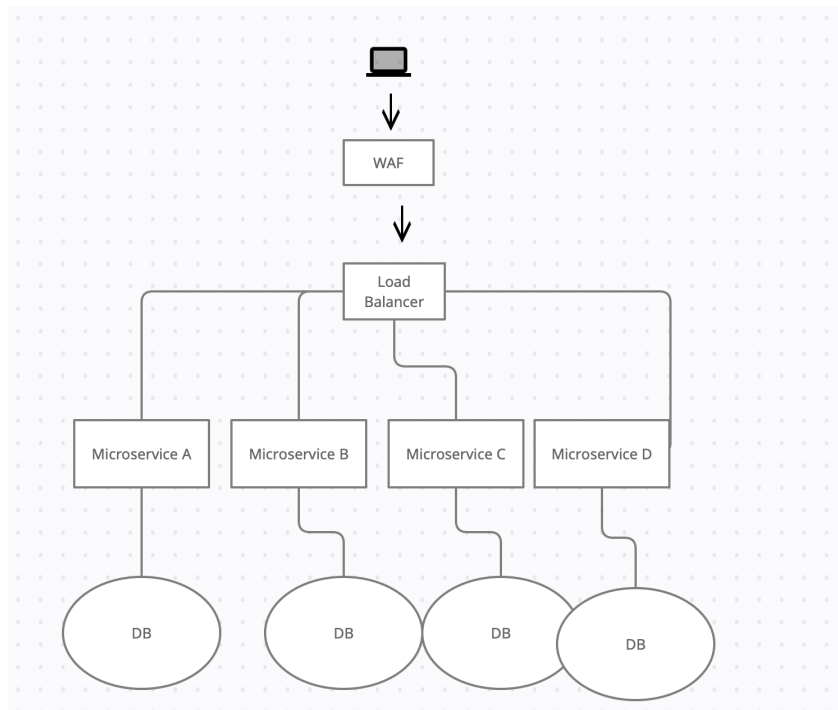 WAF
Load
Balancer
Microservice A
Microservice B
Microservice C
Microservice D
DB
DB
DB
DB